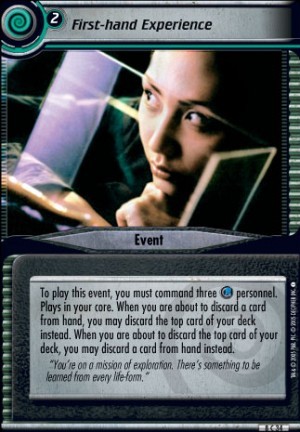 2 First-hand Experience
Event
To play this event, you must command three personnel.
Plays in your core. When you are about to discard a card
from hand, you may discard the top card of your deck
instead. When you are about to discard the top card of your
deck, you may discard a card from hand instead.
"You're on a mission of exploration. There's something to
be learned from every life-form."